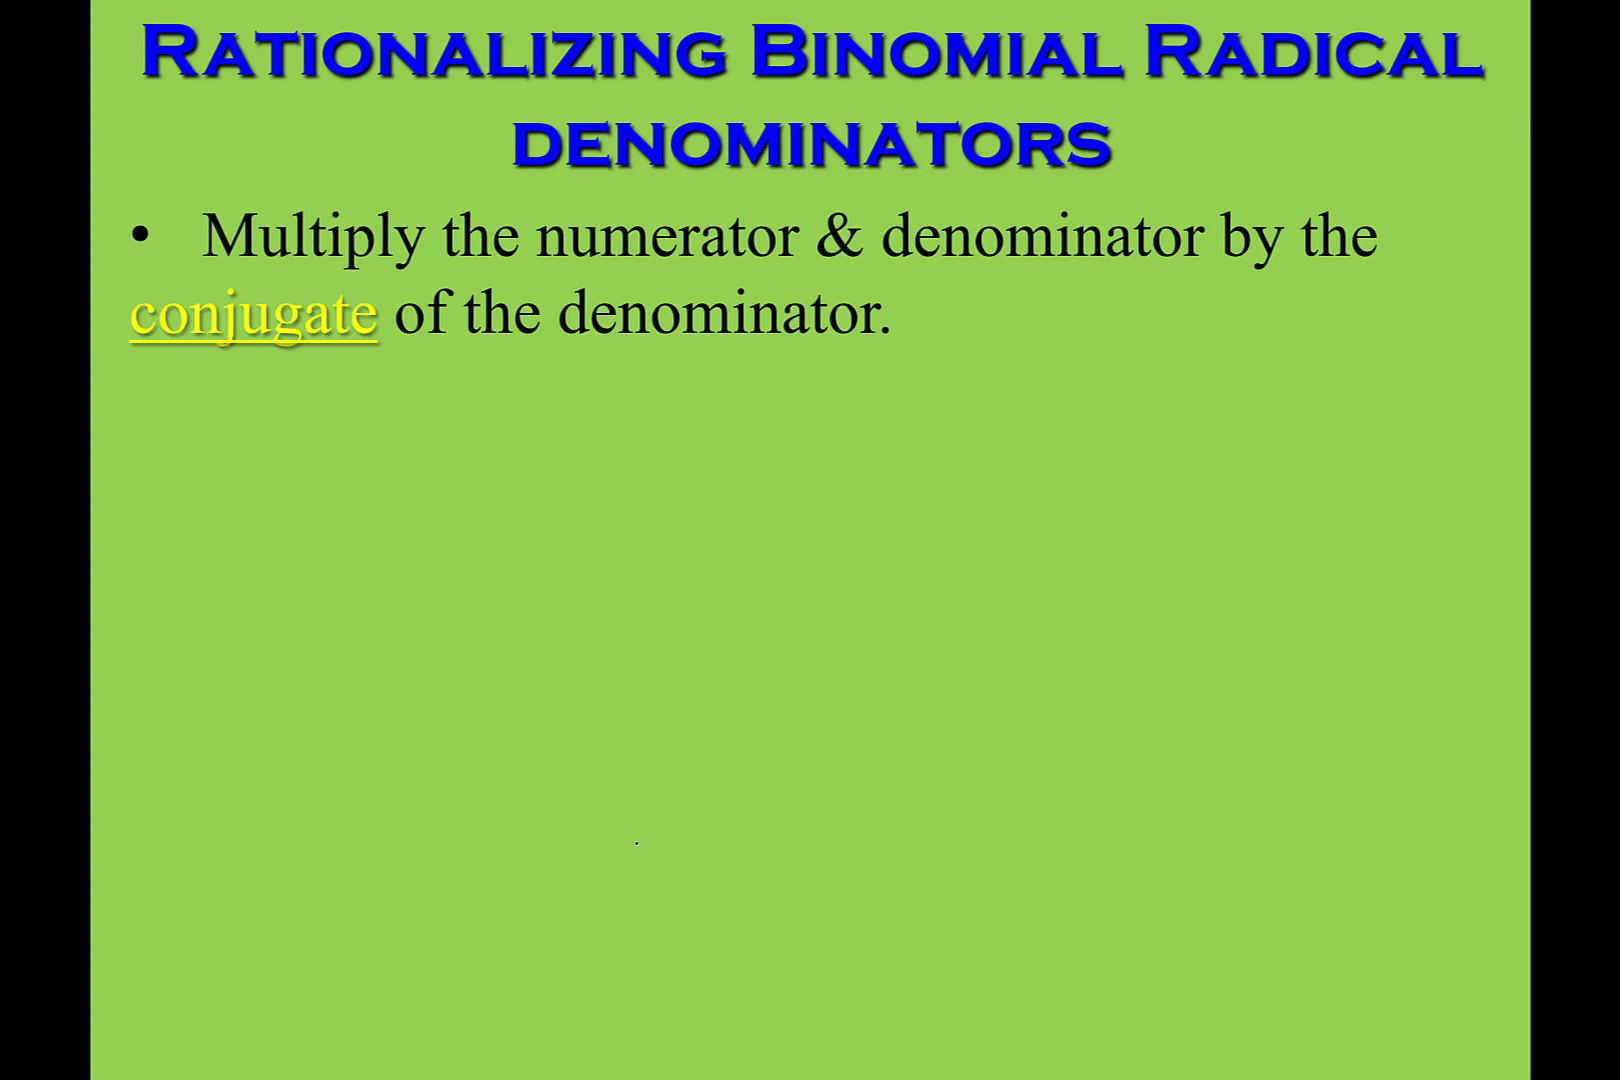 Rationalizing Binomial Radical
denominators
• Multiply the numerator & denominator by the
conjugate of the denominator.